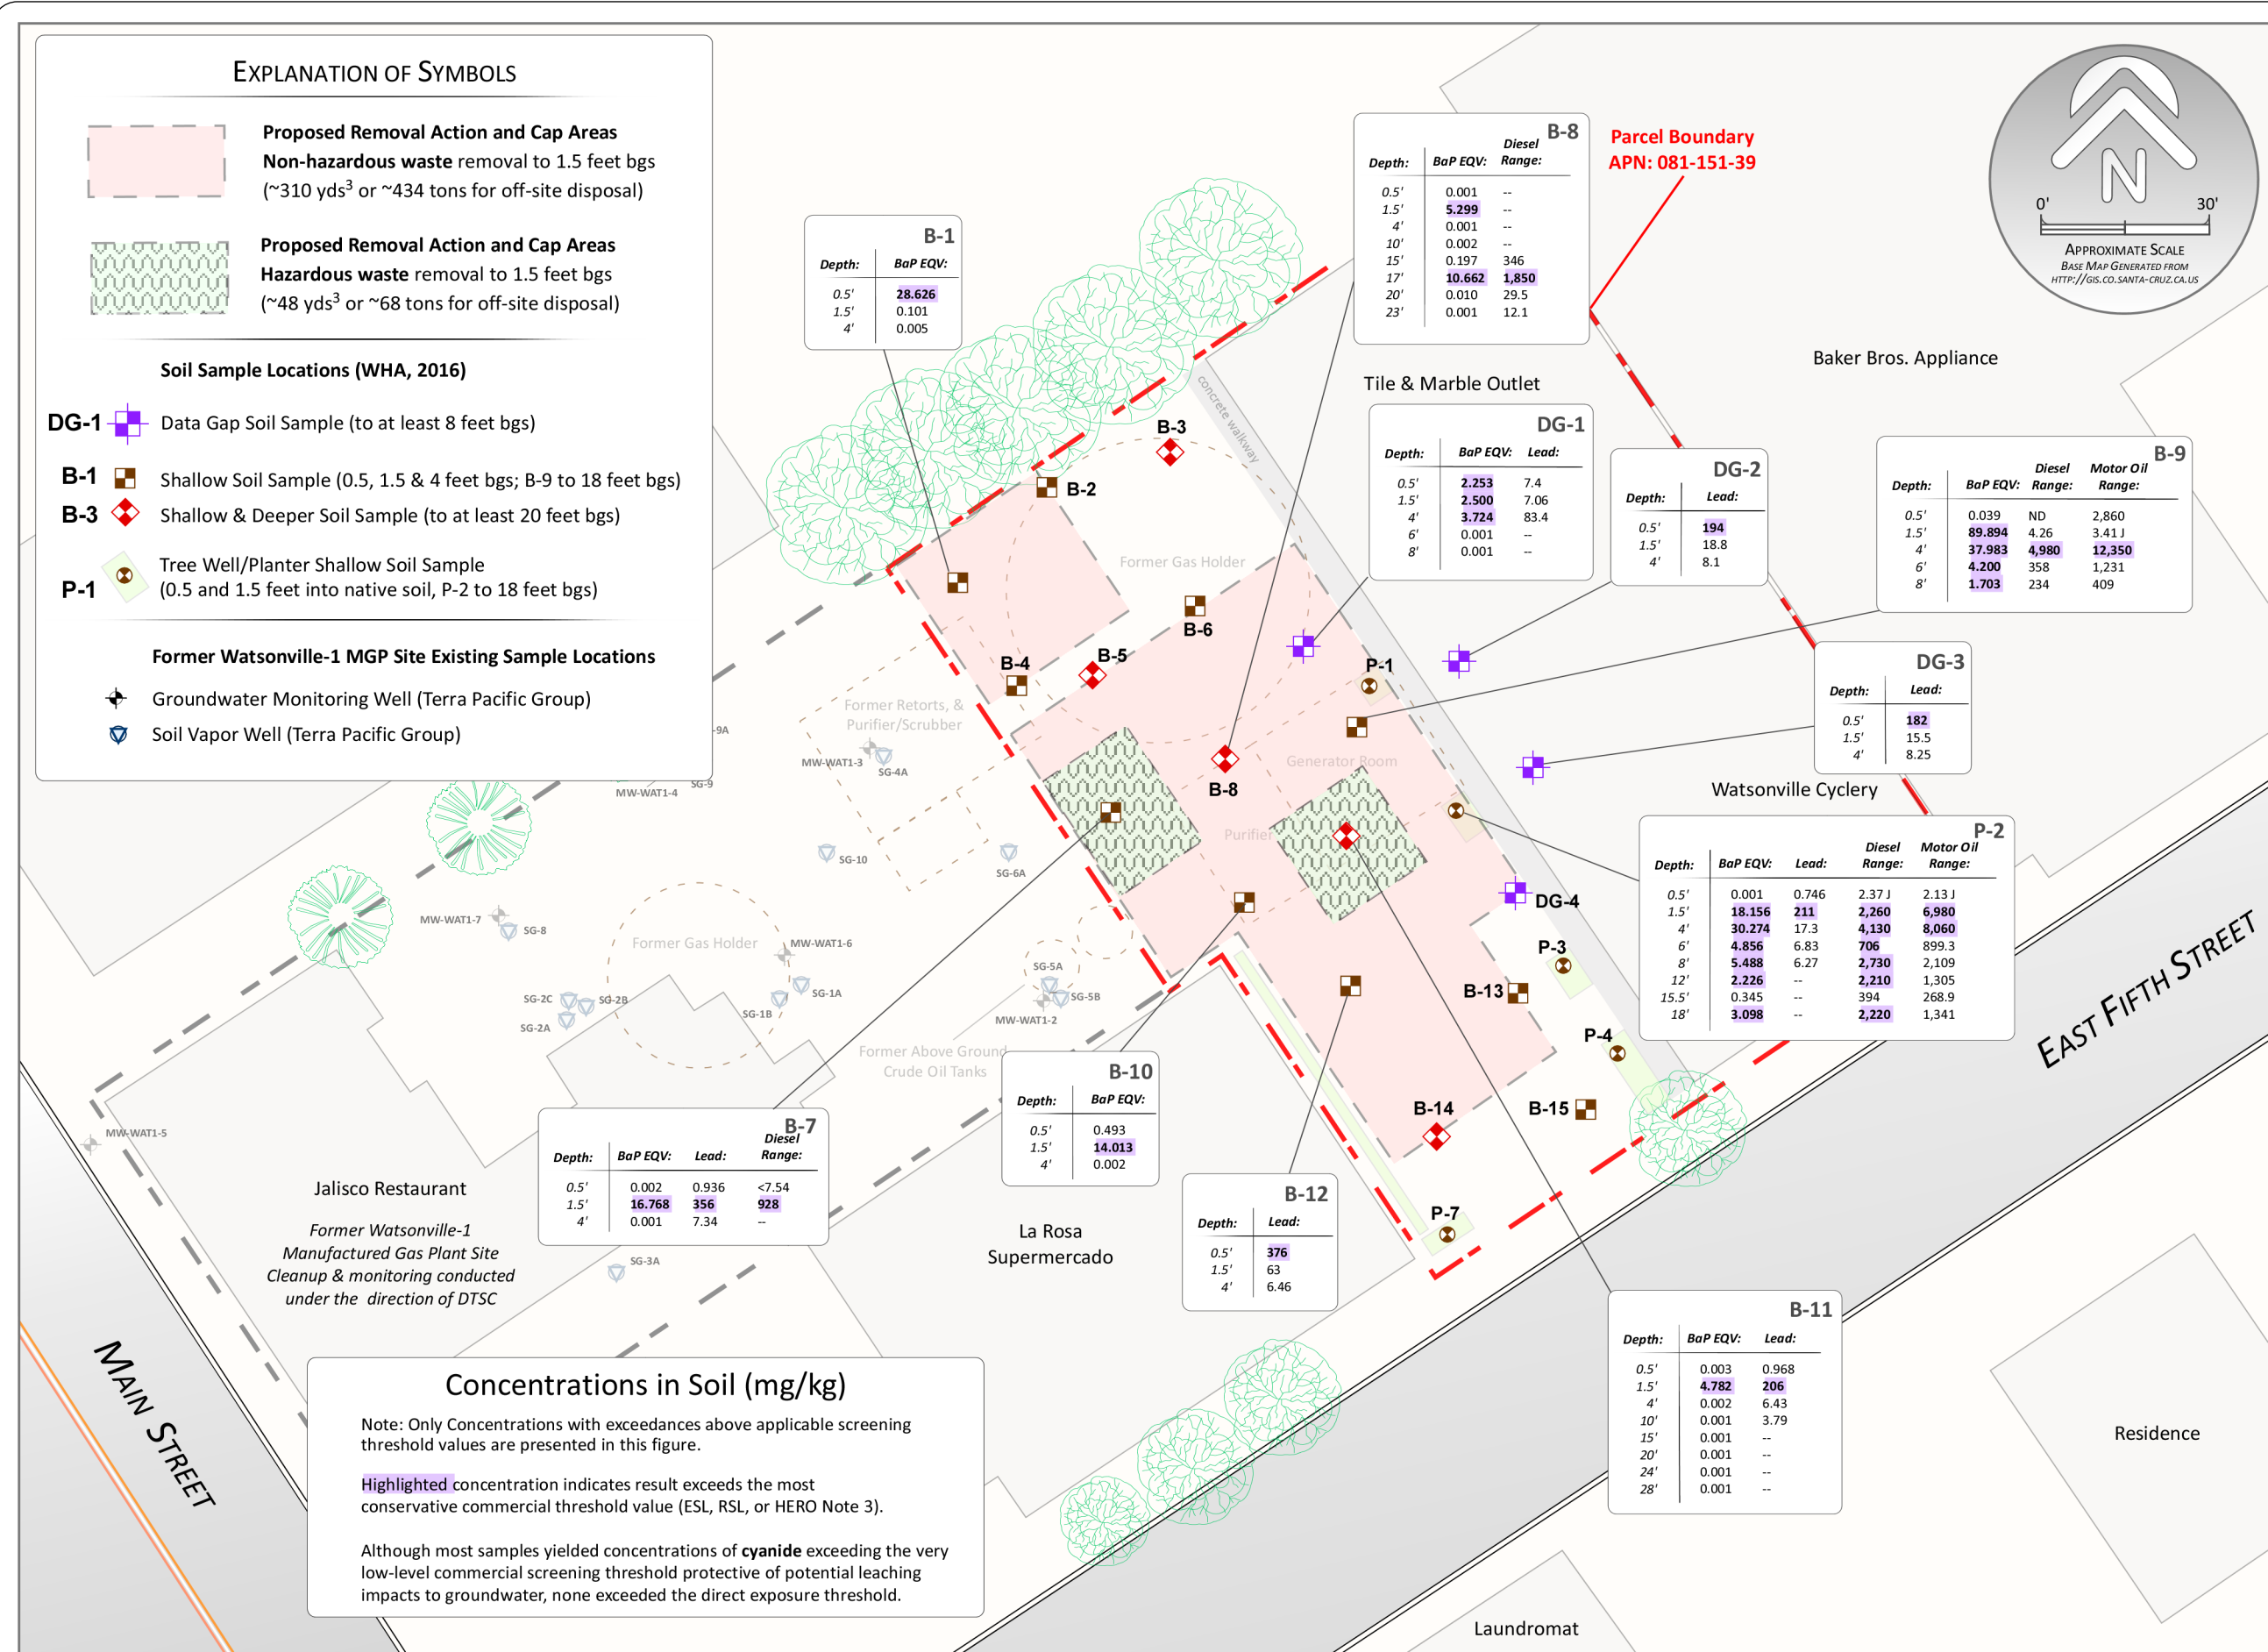 EXPLANATION OF SYMBOLS
Proposed Removal Action and Cap Areas
Non-hazardous waste removal to 1.5 feet bgs
(~310 yds3 or ~434 tons for off-site disposal)
Proposed Removal Action and Cap Areas
Hazardous waste removal to 1.5 feet bgs
(~48 yds3 or ~68 tons for off-site disposal)
Soil Sample Locations (WHA, 2016)
DG-1 Data Gap Soil Sample (to at least 8 feet bgs)
B-1 Shallow Soil Sample (0.5, 1.5 & 4 feet bgs; B-9 to 18 feet bgs)
B-3 Shallow & Deeper Soil Sample (to at least 20 feet bgs)
Tree Well/Planter Shallow Soil Sample
P-1 (0.5 and 1.5 feet into native soil, P-2 to 18 feet bgs)
Former Watsonville-1 MGP Site Existing Sample Locations
Groundwater Monitoring Well (Terra Pacific Group)
Soil Vapor Well (Terra Pacific Group)
B-1
Depth: BaP EQV:
0.5' 28.626
1.5' 0.101
4' 0.005
B-8
Depth: BaP EQV: Diesel Range:
0.5' 0.001 --
1.5' 5.299 --
4' 0.001 --
10' 0.002 --
15' 0.197 346
17' 10.662 1,850
20' 0.010 29.5
23' 0.001 12.1
Parcel Boundary
APN: 081-151-39
N
0' 30'
APPROXIMATE SCALE
BASE MAP GENERATED FROM
HTTP://GIS.CO.SANTA-CRUZ.CA.US
Baker Bros. Appliance
Tile & Marble Outlet
concrete walkway
DG-1
Depth: BaP EQV: Lead:
0.5' 2.253 7.4
1.5' 2.500 7.06
4' 3.724 83.4
6' 0.001 --
8' 0.001 --
DG-2
Depth: Lead:
0.5' 194
1.5' 18.8
4' 8.1
B-9
Depth: BaP EQV: Diesel Range: Motor Oil Range:
0.5' 0.039 ND 2,860
1.5' 89.894 4.26 3.41 J
4' 37.983 4,980 12,350
6' 4.200 358 1,231
8' 1.703 234 409
DG-3
Depth: Lead:
0.5' 182
1.5' 15.5
4' 8.25
Watsonville Cyclery
P-2
Depth: BaP EQV: Lead: Diesel Range: Motor Oil Range:
0.5' 0.001 0.746 2.37 J 2.13 J
1.5' 18.156 211 2,260 6,980
4' 30.274 17.3 4,130 8,060
6' 4.856 6.83 706 899.3
8' 5.488 6.27 2,730 2,109
12' 2.226 -- 2,210 1,305
15.5' 0.345 -- 394 268.9
18' 3.098 -- 2,220 1,341
B-3
B-2
Former Gas Holder
B-6
B-5
B-4
P-1
Former Retorts, &
Purifier/Scrubber
MW-WAT1-3
SG-4A
-9A
SG-9
MW-WAT1-4
Generator Room
B-8
Purifier
SG-10
SG-6A
DG-4
P-3
B-13
P-4
B-15
B-14
P-7
MW-WAT1-7
SG-8
Former Gas Holder
MW-WAT1-6
SG-5A
SG-5B
MW-WAT1-2
SG-2C
SG-2B
SG-2A
SG-1A
SG-1B
Former Above Ground
Crude Oil Tanks
MW-WAT1-5
EAST FIFTH STREET
B-10
Depth: BaP EQV:
0.5' 0.493
1.5' 14.013
4' 0.002
B-7
Depth: BaP EQV: Lead: Diesel Range:
0.5' 0.002 0.936 <7.54
1.5' 16.768 356 928
4' 0.001 7.34 --
B-12
Depth: Lead:
0.5' 376
1.5' 63
4' 6.46
B-11
Depth: BaP EQV: Lead:
0.5' 0.003 0.968
1.5' 4.782 206
4' 0.002 6.43
10' 0.001 3.79
15' 0.001 --
20' 0.001 --
24' 0.001 --
28' 0.001 --
Jalisco Restaurant
Former Watsonville-1
Manufactured Gas Plant Site
Cleanup & monitoring conducted
under the direction of DTSC
SG-3A
La Rosa
Supermercado
MAIN STREET
Residence
Laundromat
Concentrations in Soil (mg/kg)
Note: Only Concentrations with exceedances above applicable screening
threshold values are presented in this figure.
Highlighted concentration indicates result exceeds the most
conservative commercial threshold value (ESL, RSL, or HERO Note 3).
Although most samples yielded concentrations of cyanide exceeding the very
low-level commercial screening threshold protective of potential leaching
impacts to groundwater, none exceeded the direct exposure threshold.